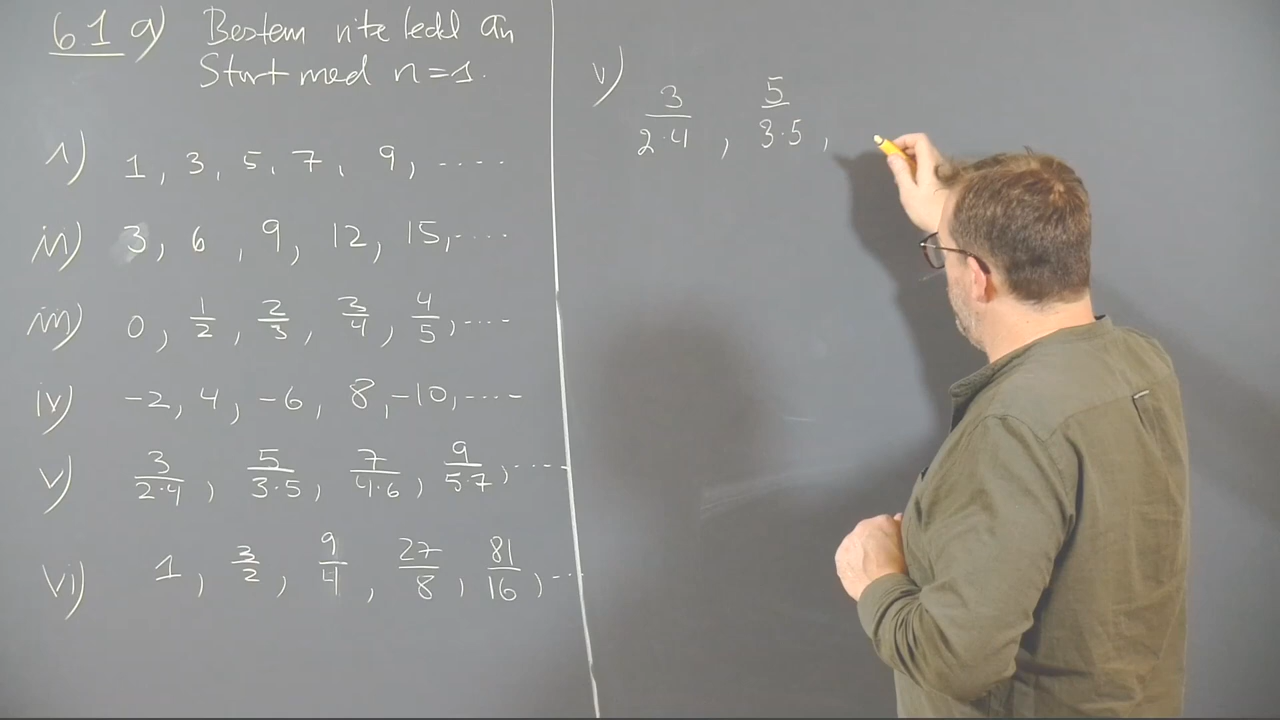 6.1 a) Bestem n'te ledd an
Start med n=1.
i) 1, 3, 5, 7, 9, ....
ii) 3, 6, 9, 12, 15, ....
iii) 0, 1/2, 2/3, 3/4, 4/5, ....
iv) -2, 4, -6, 8, -10, ....
v) 3/(2·4), 5/(3·5), 7/(4·6), 9/(5·7), ....
vi) 1, 3/2, 9/4, 27/8, 81/16, ...
v) 3/(2·4), 5/(3·5),